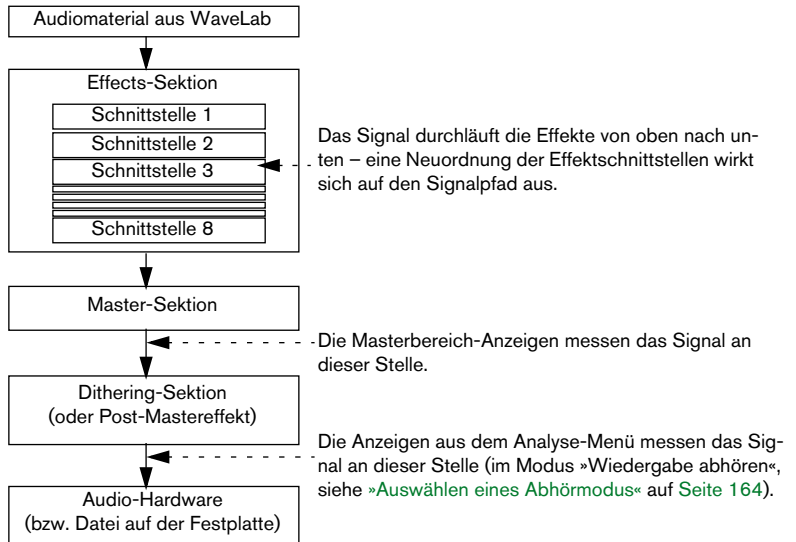 Audiomaterial aus WaveLab
Effects-Sektion
Schnittstelle 1
Schnittstelle 2
Schnittstelle 3
Schnittstelle 8
Das Signal durchläuft die Effekte von oben nach un-
ten – eine Neuordnung der Effektschnittstellen wirkt
sich auf den Signalpfad aus.
Master-Sektion
Die Masterbereich-Anzeigen messen das Signal an
dieser Stelle.
Dithering-Sektion
(oder Post-Mastereffekt)
Die Anzeigen aus dem Analyse-Menü messen das Sig-
nal an dieser Stelle (im Modus »Wiedergabe abhören«,
siehe »Auswählen eines Abhörmodus« auf Seite 164).
Audio-Hardware
(bzw. Datei auf der Festplatte)